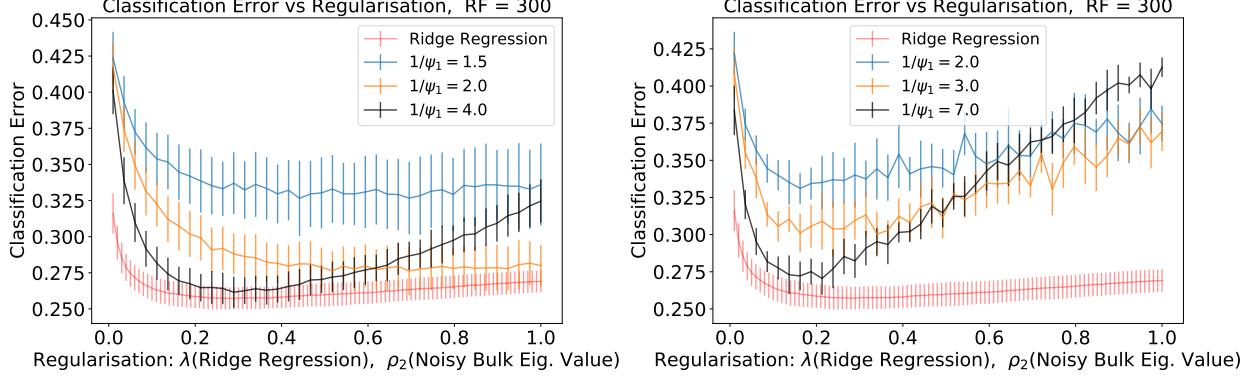 Classification Error vs Regularisation, RF = 300
0.450
0.425
0.400
0.375
0.350
0.325
0.300
0.275
0.250
Classification Error
Ridge Regression
1/ψ₁ = 1.5
1/ψ₁ = 2.0
1/ψ₁ = 4.0
0.0 0.2 0.4 0.6 0.8 1.0
Regularisation: λ(Ridge Regression), ρ₂(Noisy Bulk Eig. Value)
Classification Error vs Regularisation, RF = 300
0.425
0.400
0.375
0.350
0.325
0.300
0.275
0.250
Classification Error
Ridge Regression
1/ψ₁ = 2.0
1/ψ₁ = 3.0
1/ψ₁ = 7.0
0.0 0.2 0.4 0.6 0.8 1.0
Regularisation: λ(Ridge Regression), ρ₂(Noisy Bulk Eig. Value)